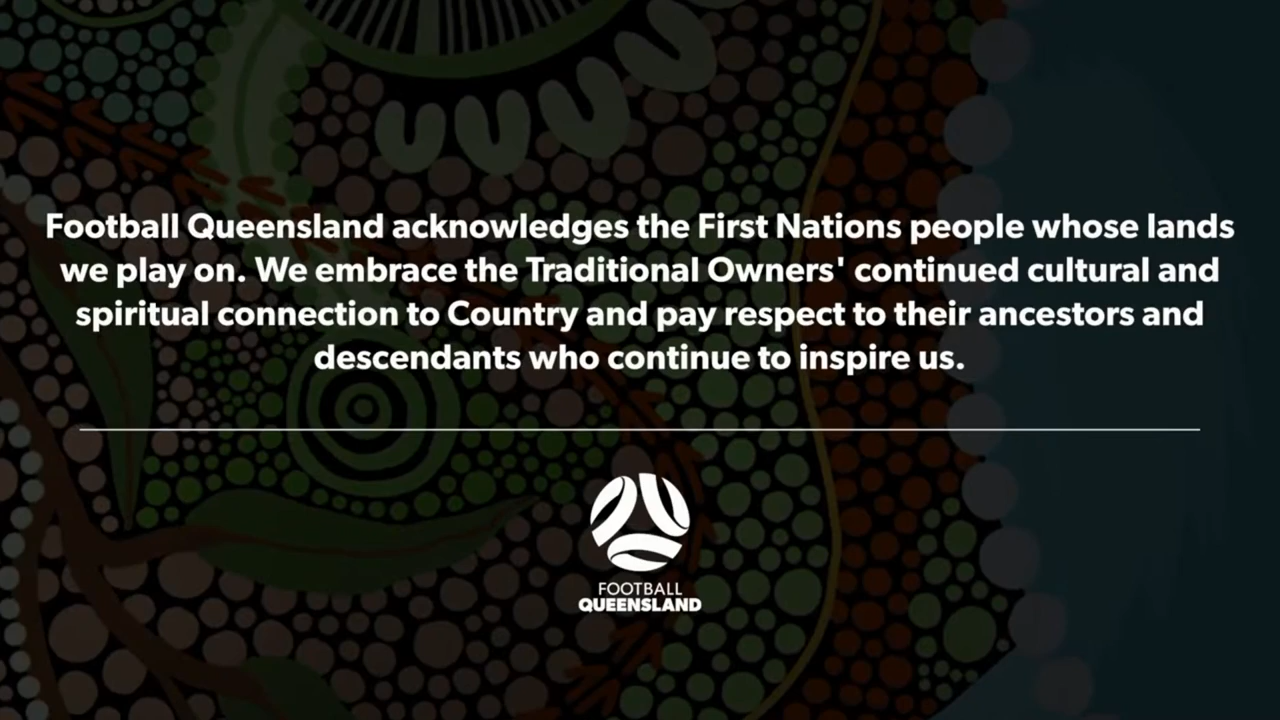 Football Queensland acknowledges the First Nations people whose lands
we play on. We embrace the Traditional Owners' continued cultural and
spiritual connection to Country and pay respect to their ancestors and
descendants who continue to inspire us.
FOOTBALL
QUEENSLAND